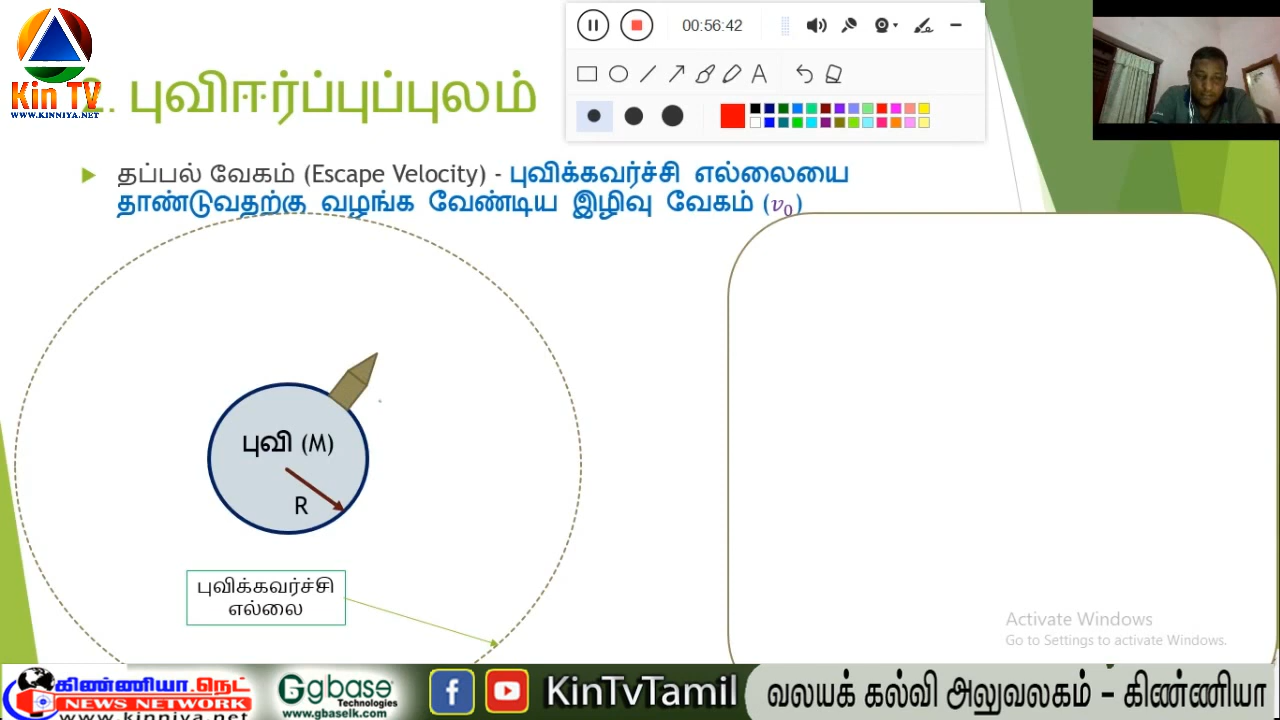 Kin TV
WWW.KINNIYA.NET
2. புவிஈர்ப்புப்புலம்
00:56:42
A
தப்பல் வேகம் (Escape Velocity) - புவிக்கவர்ச்சி எல்லையை
தாண்டுவதற்கு வழங்க வேண்டிய இழிவு வேகம் (v₀)
புவி (M)
R
புவிக்கவர்ச்சி
எல்லை
Activate Windows
Go to Settings to activate Windows.
கிண்ணியா.நெட்
NEWS NETWORK
www.kinniya.net
Ggbase
Technologies
www.gbaselk.com
KinTvTamil
வலயக் கல்வி அலுவலகம் – கிண்ணியா